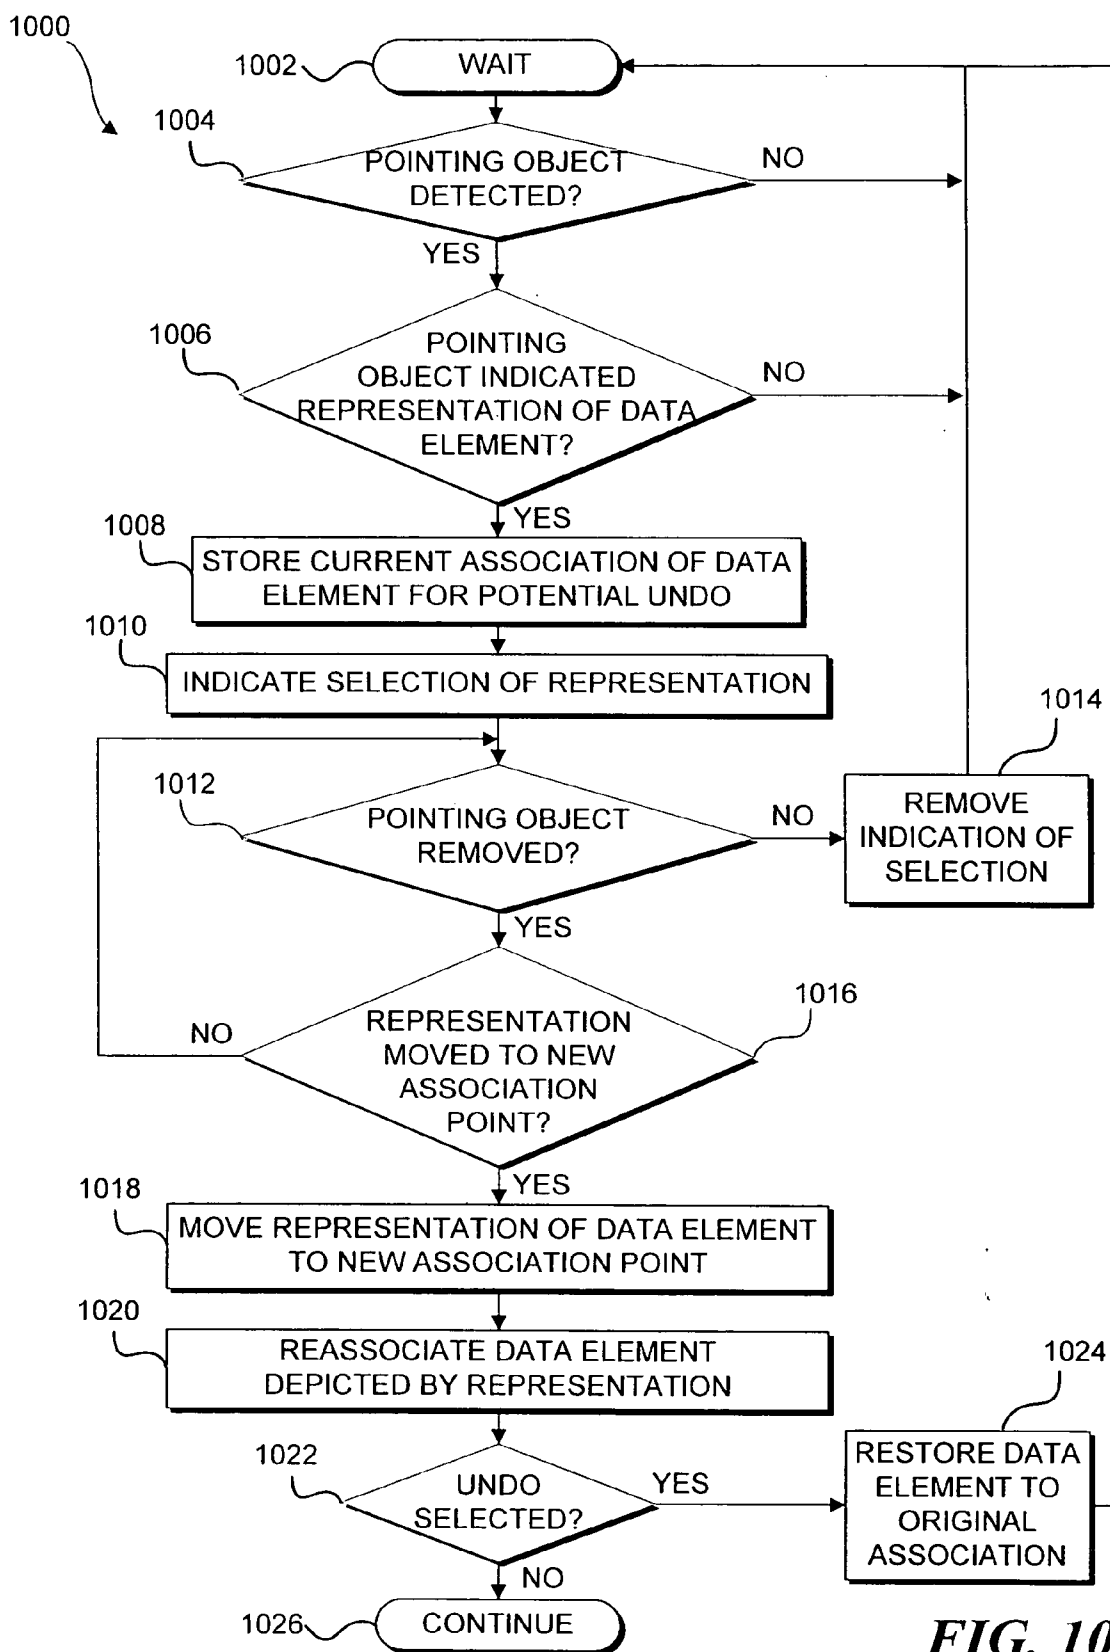 1000
1002
WAIT
1004
POINTING OBJECT
DETECTED?
NO
YES
1006
POINTING
OBJECT INDICATED
REPRESENTATION OF DATA
ELEMENT?
NO
YES
1008
STORE CURRENT ASSOCIATION OF DATA
ELEMENT FOR POTENTIAL UNDO
1010
INDICATE SELECTION OF REPRESENTATION
1012
POINTING OBJECT
REMOVED?
NO
1014
REMOVE
INDICATION OF
SELECTION
YES
1016
REPRESENTATION
MOVED TO NEW
ASSOCIATION
POINT?
NO
YES
1018
MOVE REPRESENTATION OF DATA ELEMENT
TO NEW ASSOCIATION POINT
1020
REASSOCIATE DATA ELEMENT
DEPICTED BY REPRESENTATION
1022
UNDO
SELECTED?
YES
1024
RESTORE DATA
ELEMENT TO
ORIGINAL
ASSOCIATION
NO
1026
CONTINUE
FIG. 10